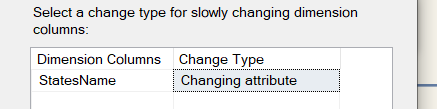 Select a change type for slowly changing dimension
columns:
Dimension Columns Change Type
StatesName Changing attribute